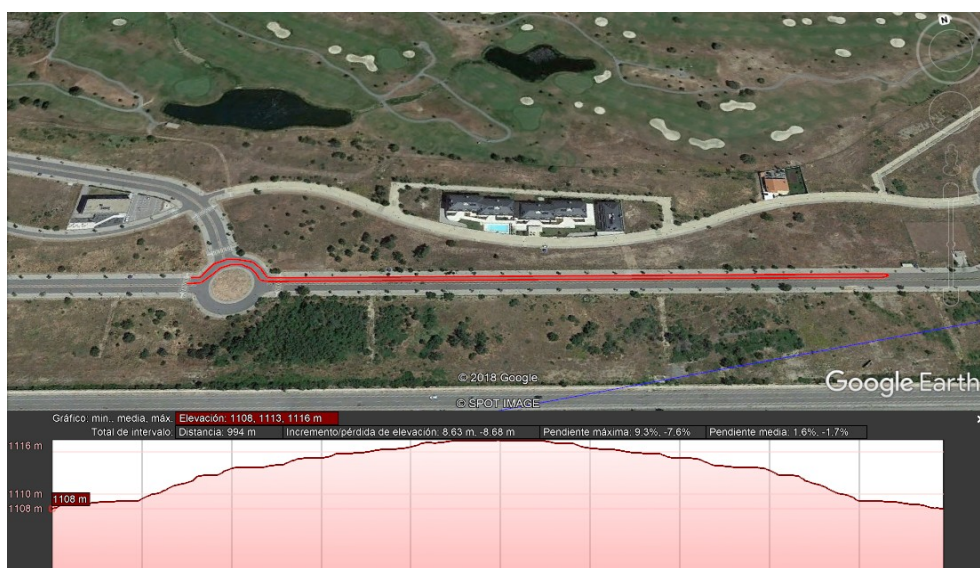 N
© 2018 Google
Google Earth
© SPOT IMAGE
Gráfico: min., media, máx. Elevación: 1108, 1113, 1116 m
Total de intervalo: Distancia: 994 m Incremento/pérdida de elevación: 8.63 m, -8.68 m Pendiente máxima: 9.3%, -7.6% Pendiente media: 1.6%, -1.7%
1116 m
1110 m
1108 m
1108 m